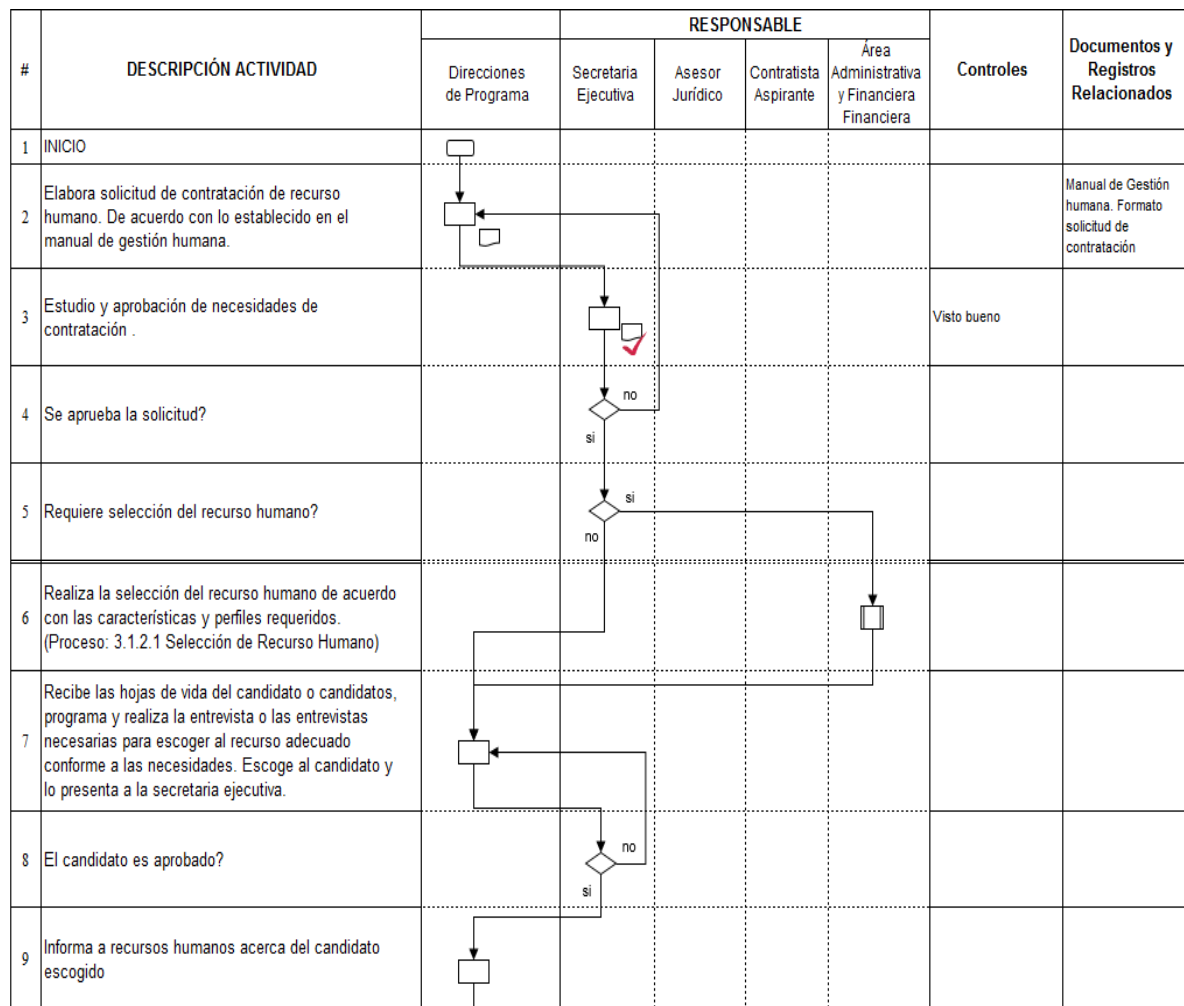 RESPONSABLE
#
DESCRIPCIÓN ACTIVIDAD
Direcciones
de Programa
Secretaria
Ejecutiva
Asesor
Jurídico
Contratista
Aspirante
Área
Administrativa
y Financiera
Financiera
Controles
Documentos y
Registros
Relacionados
1
INICIO
2
Elabora solicitud de contratación de recurso
humano. De acuerdo con lo establecido en el
manual de gestión humana.
Manual de Gestión
humana. Formato
solicitud de
contratación
3
Estudio y aprobación de necesidades de
contratación .
Visto bueno
4
Se aprueba la solicitud?
no
si
5
Requiere selección del recurso humano?
si
no
6
Realiza la selección del recurso humano de acuerdo
con las características y perfiles requeridos.
(Proceso: 3.1.2.1 Selección de Recurso Humano)
7
Recibe las hojas de vida del candidato o candidatos,
programa y realiza la entrevista o las entrevistas
necesarias para escoger al recurso adecuado
conforme a las necesidades. Escoge al candidato y
lo presenta a la secretaria ejecutiva.
8
El candidato es aprobado?
no
si
9
Informa a recursos humanos acerca del candidato
escogido